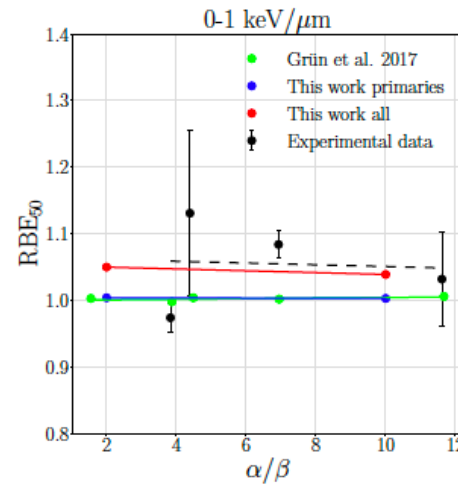 0-1 keV/μm
1.4
1.3
1.2
1.1
1.0
0.9
0.8
RBE₅₀
Grün et al. 2017
This work primaries
This work all
Experimental data
2 4 6 8 10 12
α/β